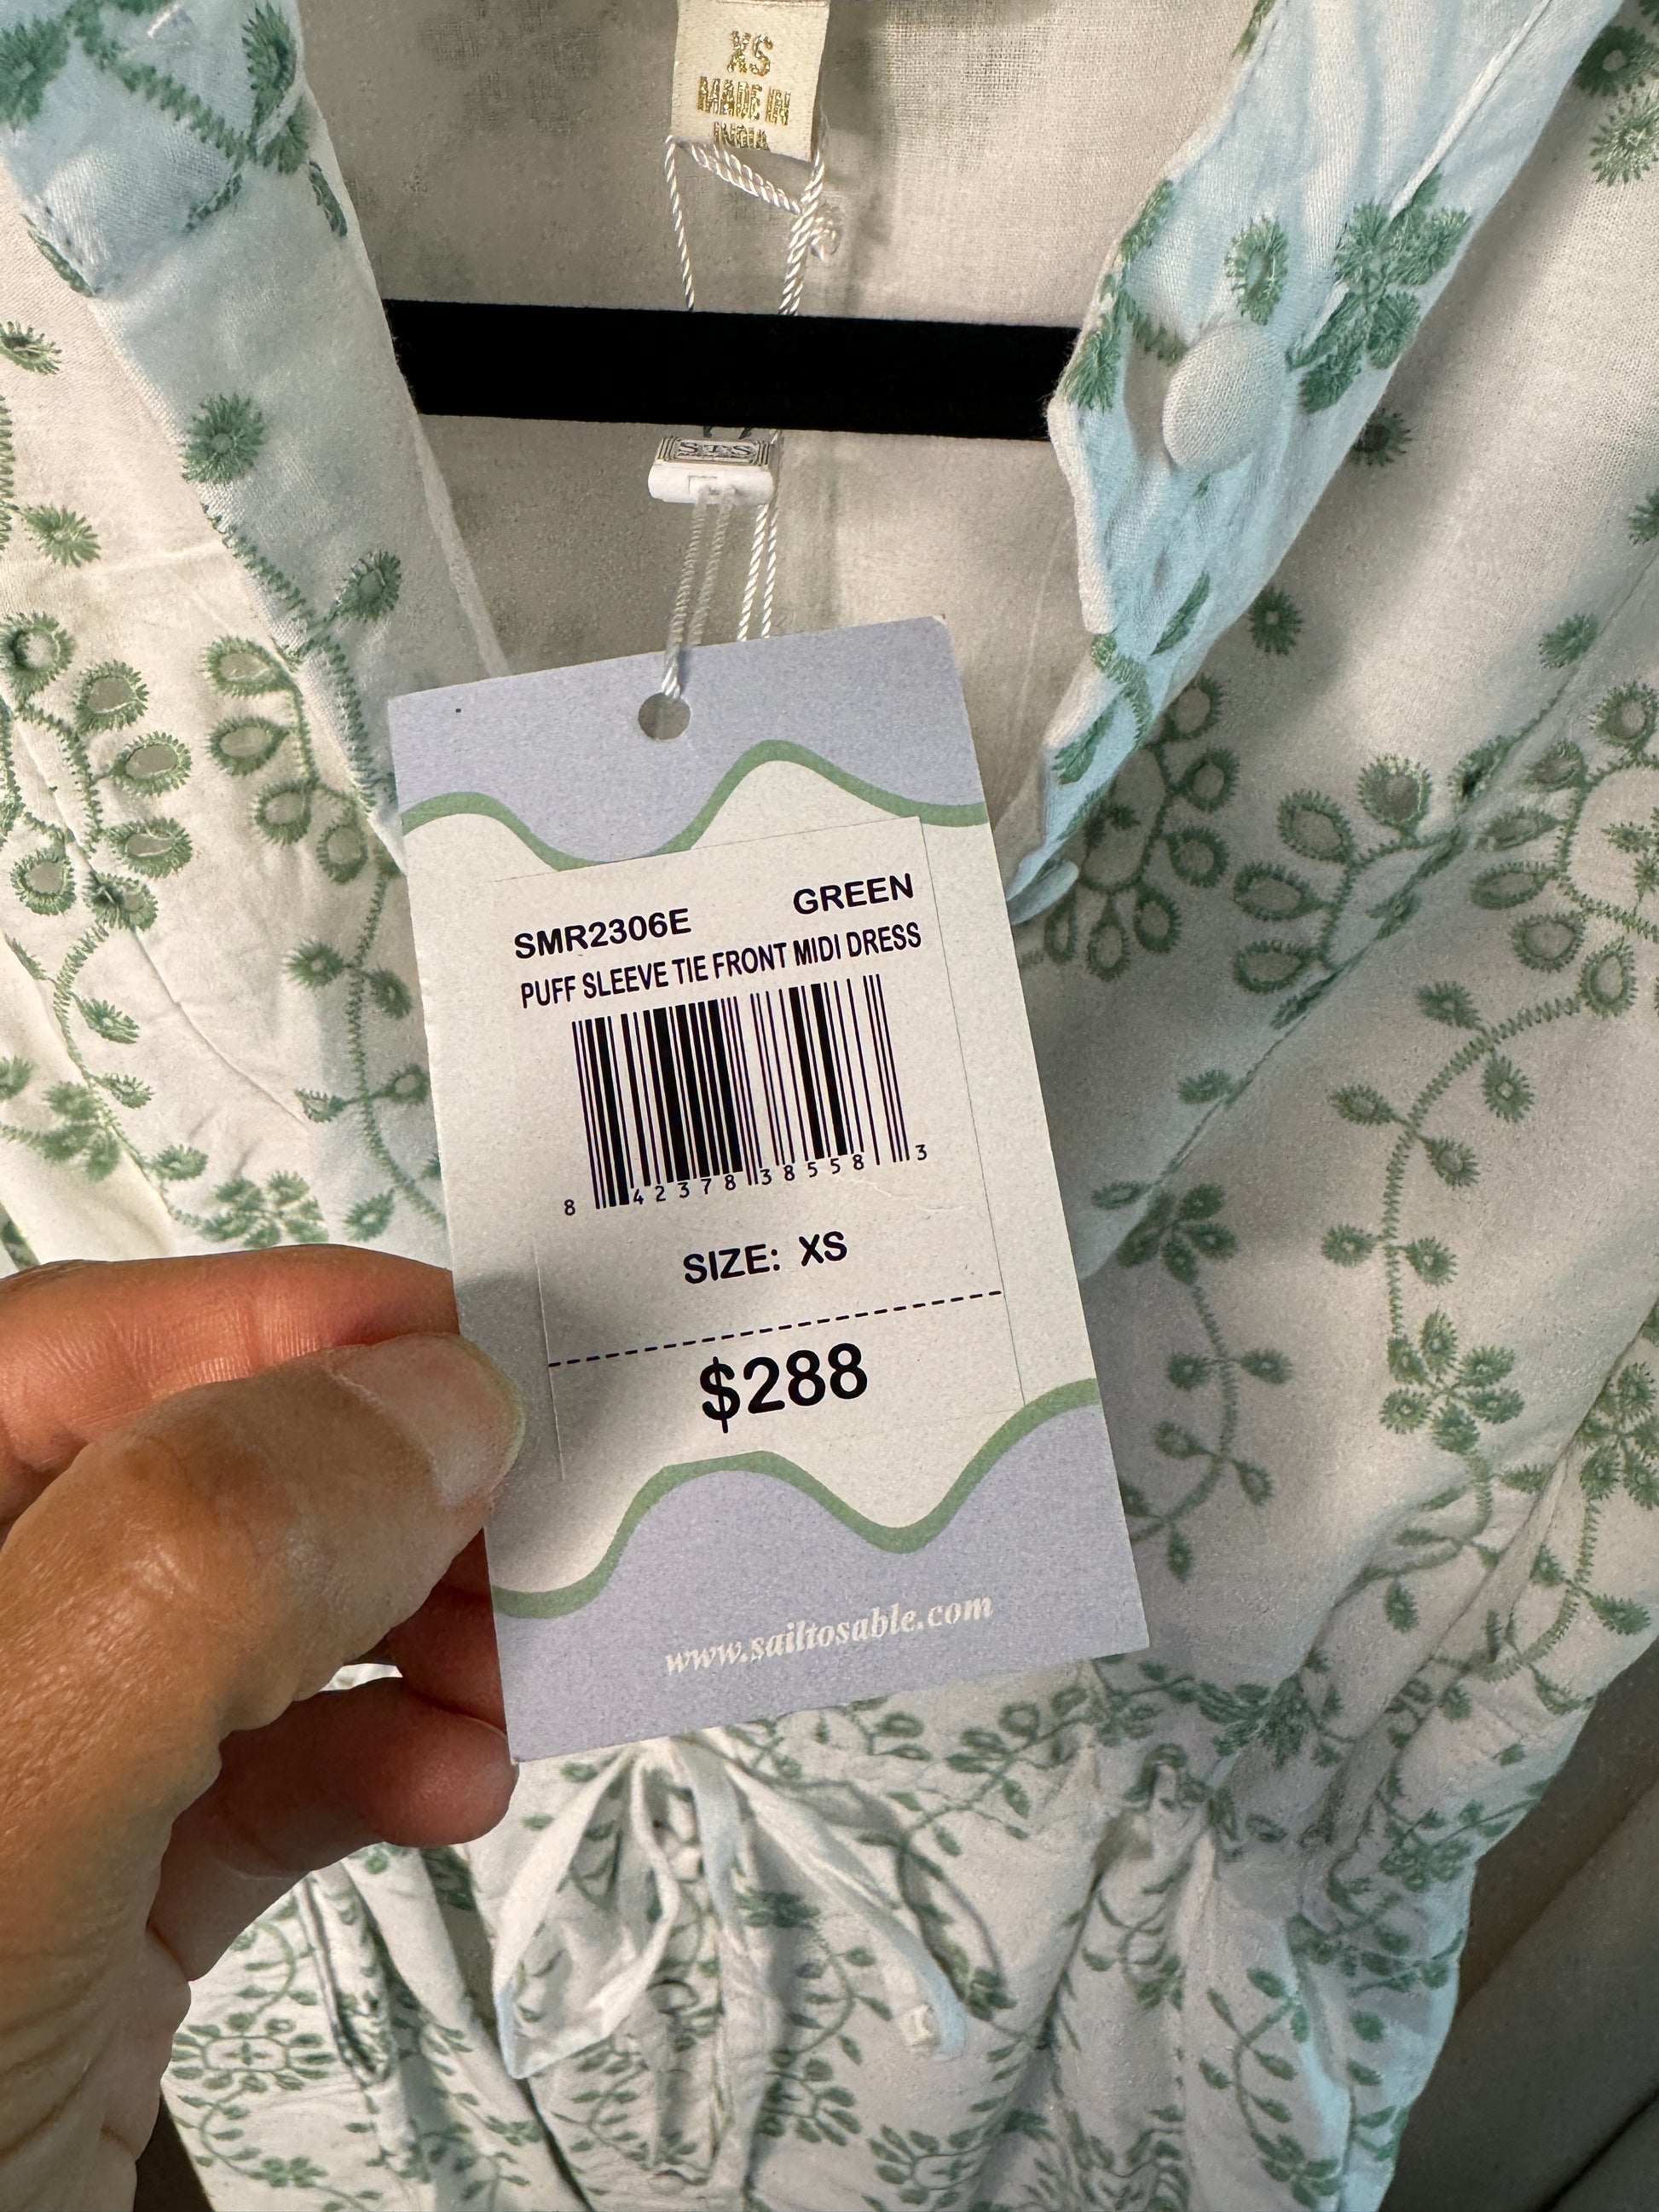 XS
MADE IN
INDIA
STS
SMR2306E GREEN
PUFF SLEEVE TIE FRONT MIDI DRESS
8 42378 38558 3
SIZE: XS
$288
www.sailtosable.com